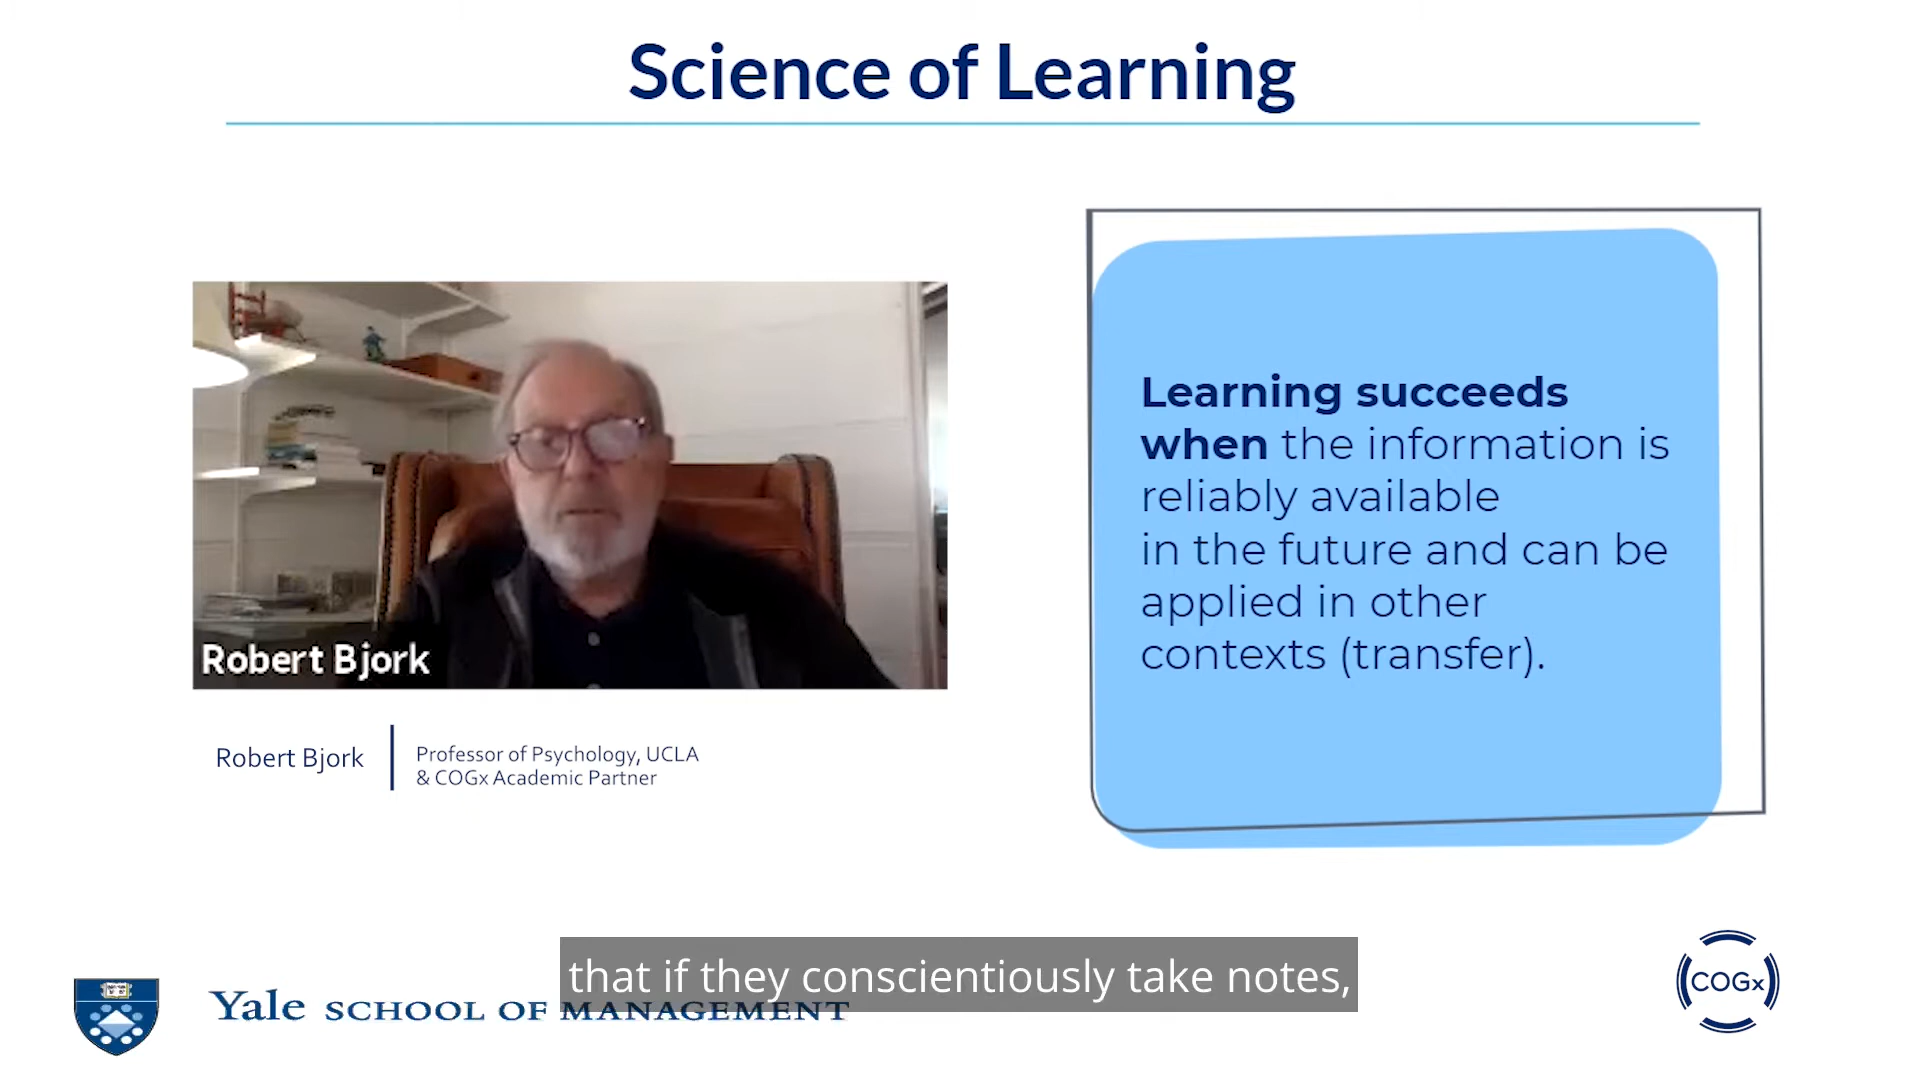 Science of Learning
Robert Bjork
Robert Bjork
Professor of Psychology, UCLA
& COGx Academic Partner
Learning succeeds
when the information is
reliably available
in the future and can be
applied in other
contexts (transfer).
that if they conscientiously take notes,
Yale SCHOOL OF MANAGEMENT
COGx